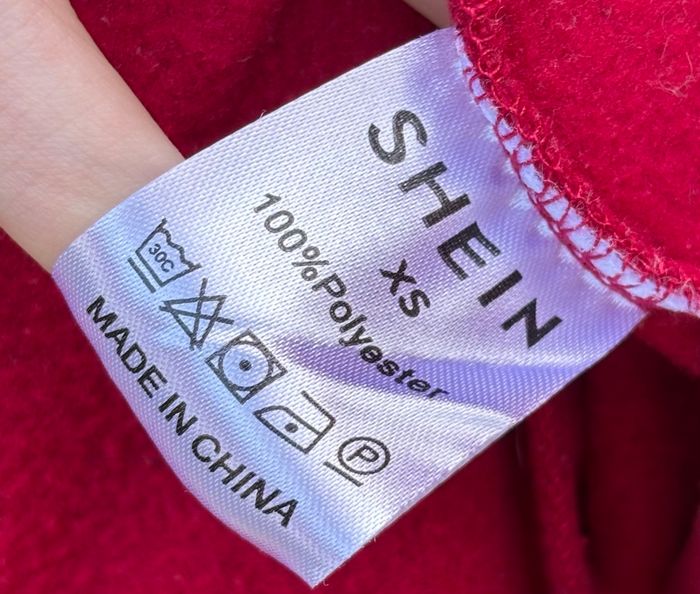 SHEIN
XS
100%Polyester
30C
P
MADE IN CHINA